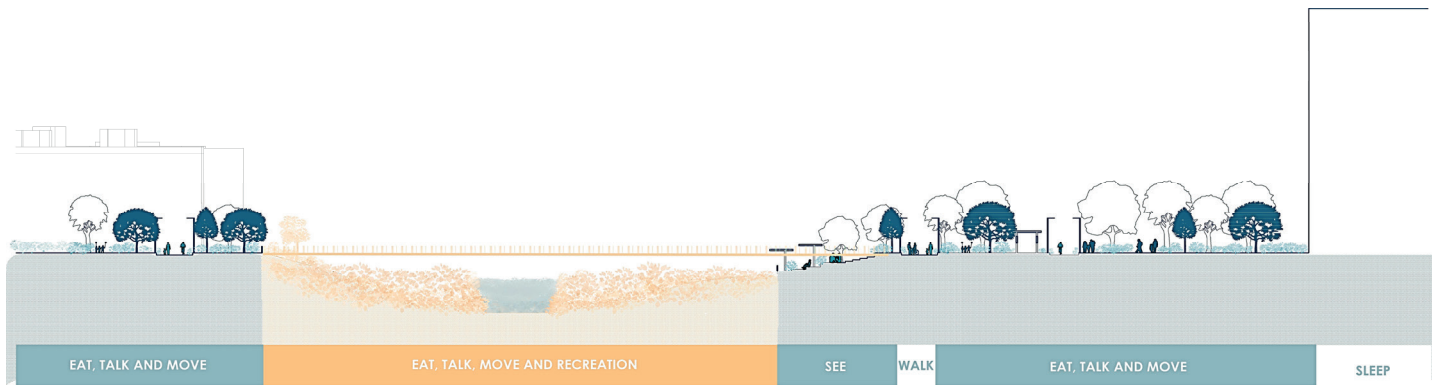 EAT, TALK AND MOVE
EAT, TALK, MOVE AND RECREATION
SEE
WALK
EAT, TALK AND MOVE
SLEEP